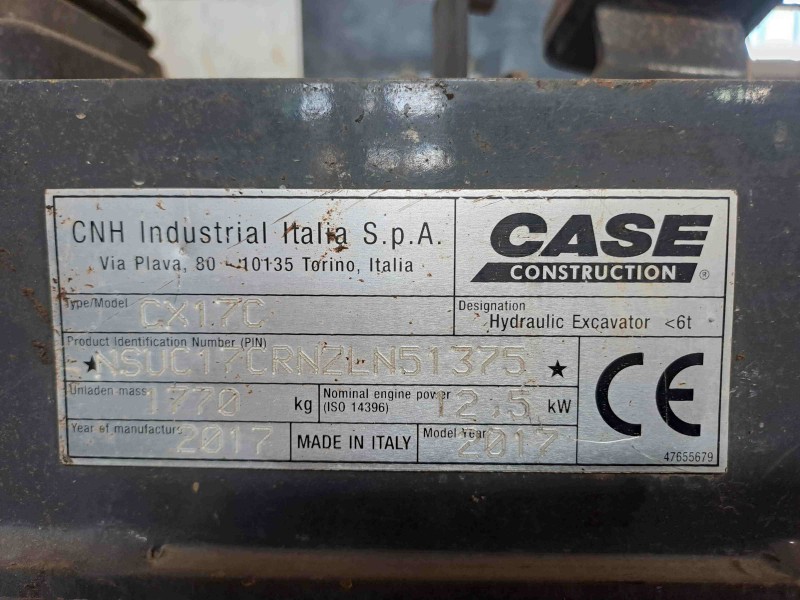 CNH Industrial Italia S.p.A.
Via Plava, 80 - 10135 Torino, Italia
CASE
CONSTRUCTION ®
Type/Model
CX17C
Designation
Hydraulic Excavator <6t
Product Identification Number (PIN)
★ NSUC17CRNZLN51375 ★
CE
Unladen mass
1770 kg
Nominal engine power
(ISO 14396)
12.5 kW
Year of manufacture
2017
MADE IN ITALY
Model Year
2017
47655679